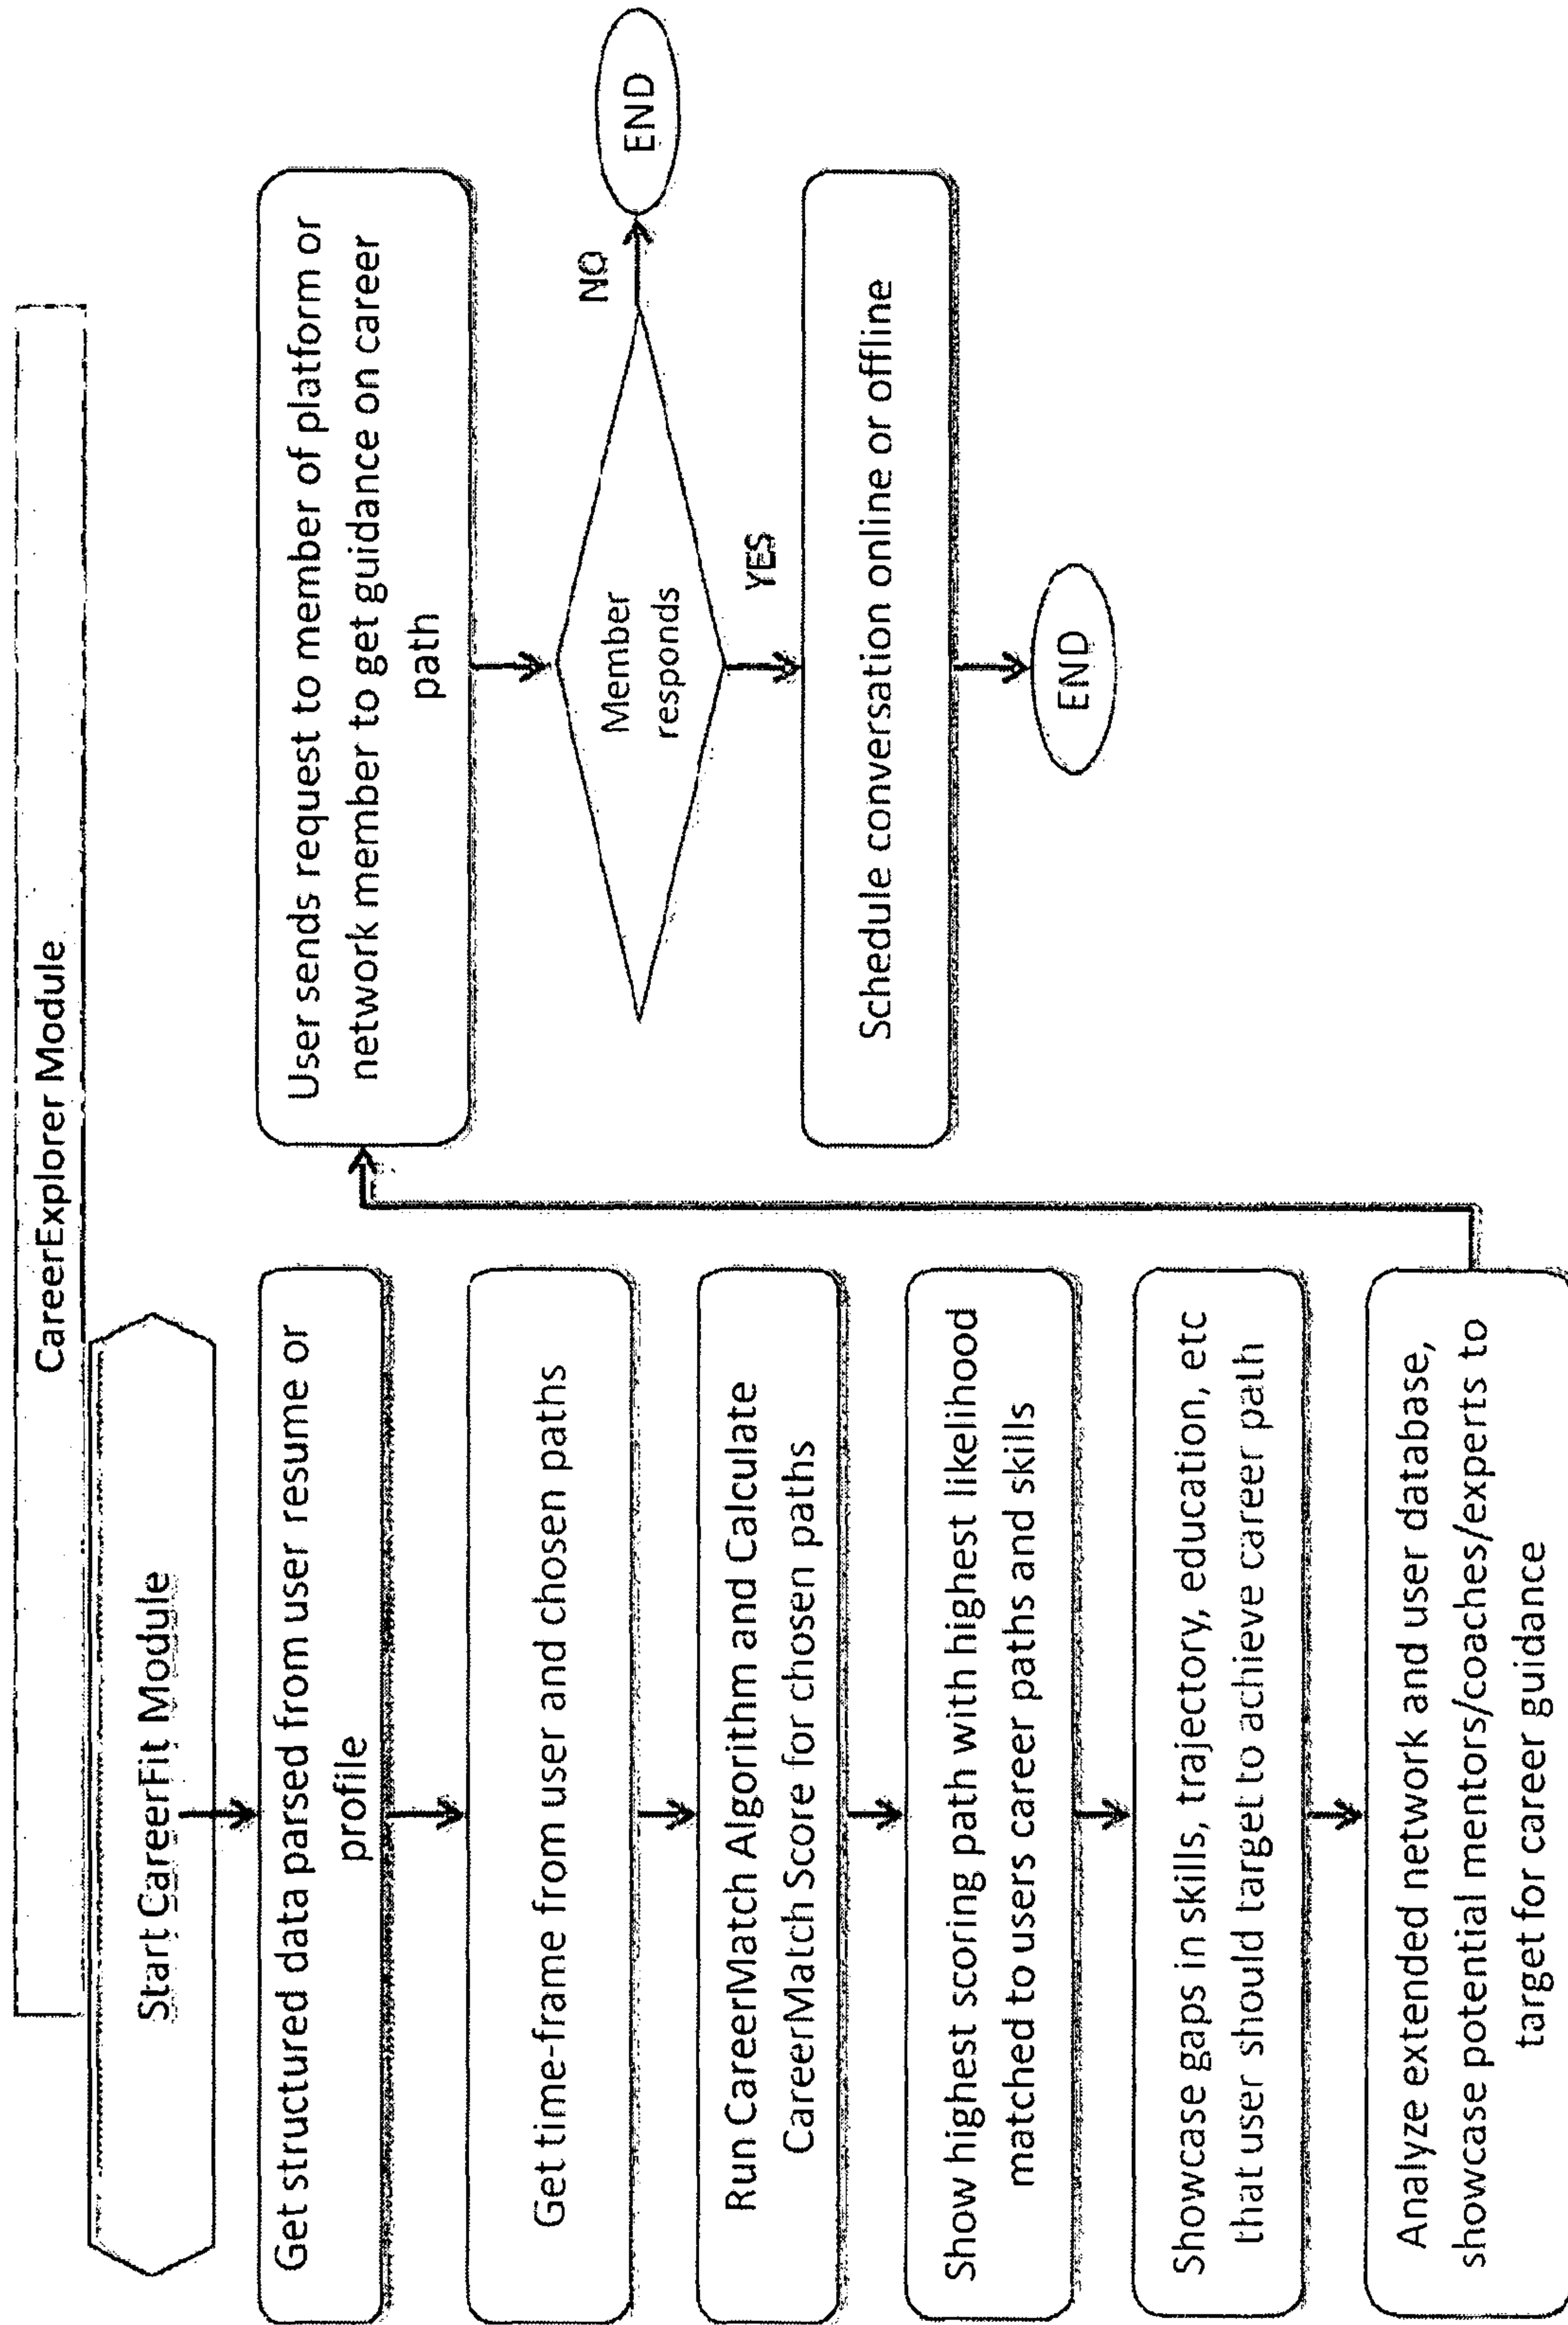 CareerExplorer Module
Start CareerFit Module
Get structured data parsed from user resume or
profile
Get time-frame from user and chosen paths
Run CareerMatch Algorithm and Calculate
CareerMatch Score for chosen paths
Show highest scoring path with highest likelihood
matched to users career paths and skills
Showcase gaps in skills, trajectory, education, etc
that user should target to achieve career path
Analyze extended network and user database,
showcase potential mentors/coaches/experts to
target for career guidance
User sends request to member of platform or
network member to get guidance on career
path
Member
responds
NO
END
YES
Schedule conversation online or offline
END